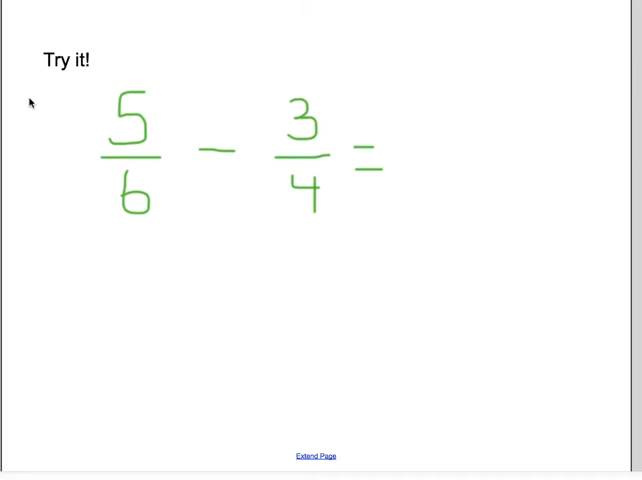 Try it!
5/6 − 3/4 =
Extend Page